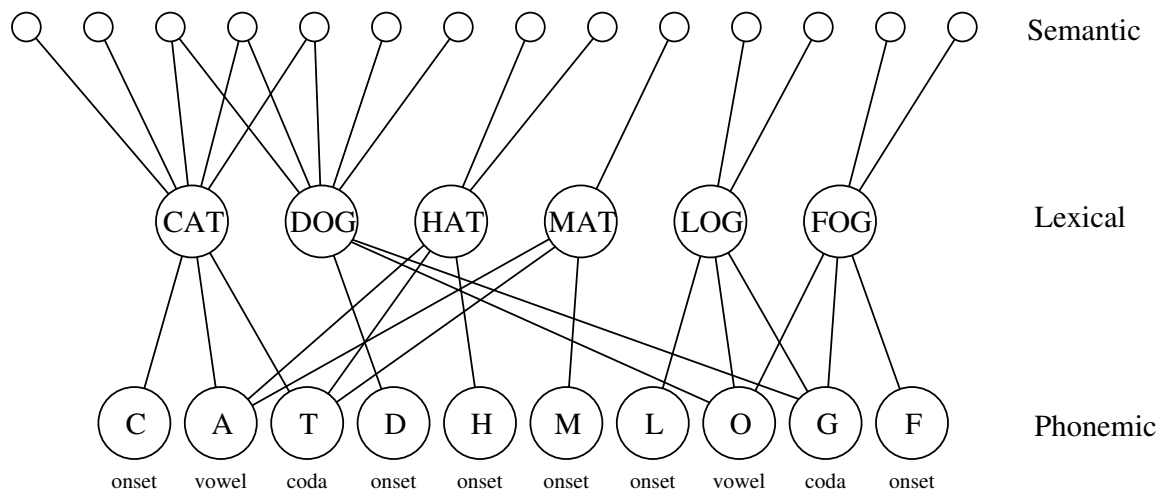 Semantic
CAT DOG HAT MAT LOG FOG Lexical
C A T D H M L O G F Phonemic
onset vowel coda onset onset onset onset vowel coda onset